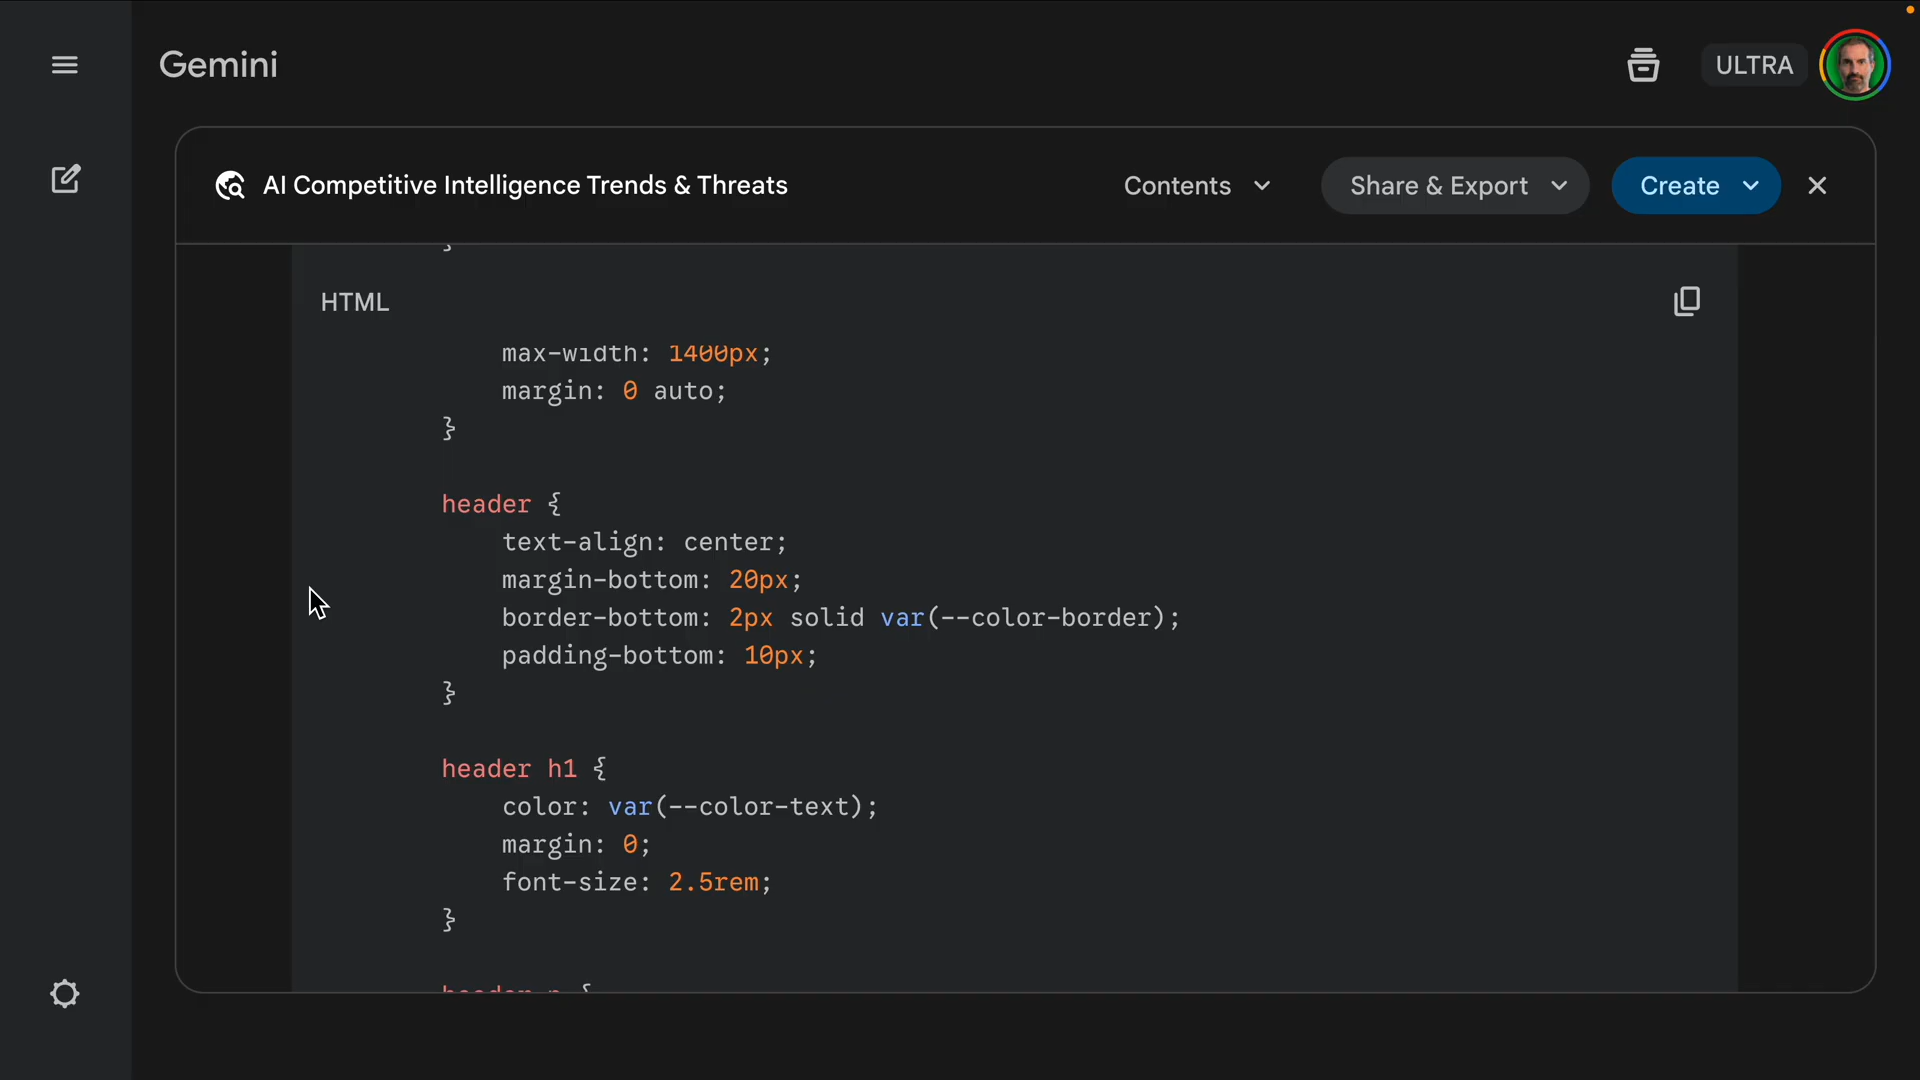 Gemini
ULTRA
AI Competitive Intelligence Trends & Threats
Contents
Share & Export
Create
}
HTML
max-width: 1400px;
margin: 0 auto;
}
header {
text-align: center;
margin-bottom: 20px;
border-bottom: 2px solid var(--color-border);
padding-bottom: 10px;
}
header h1 {
color: var(--color-text);
margin: 0;
font-size: 2.5rem;
}
header p {